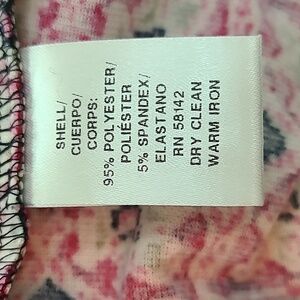 SHELL/
CUERPO/
CORPS:
95% POLYESTER/
POLIÉSTER
5% SPANDEX/
ELASTANO
RN 58142
DRY CLEAN
WARM IRON